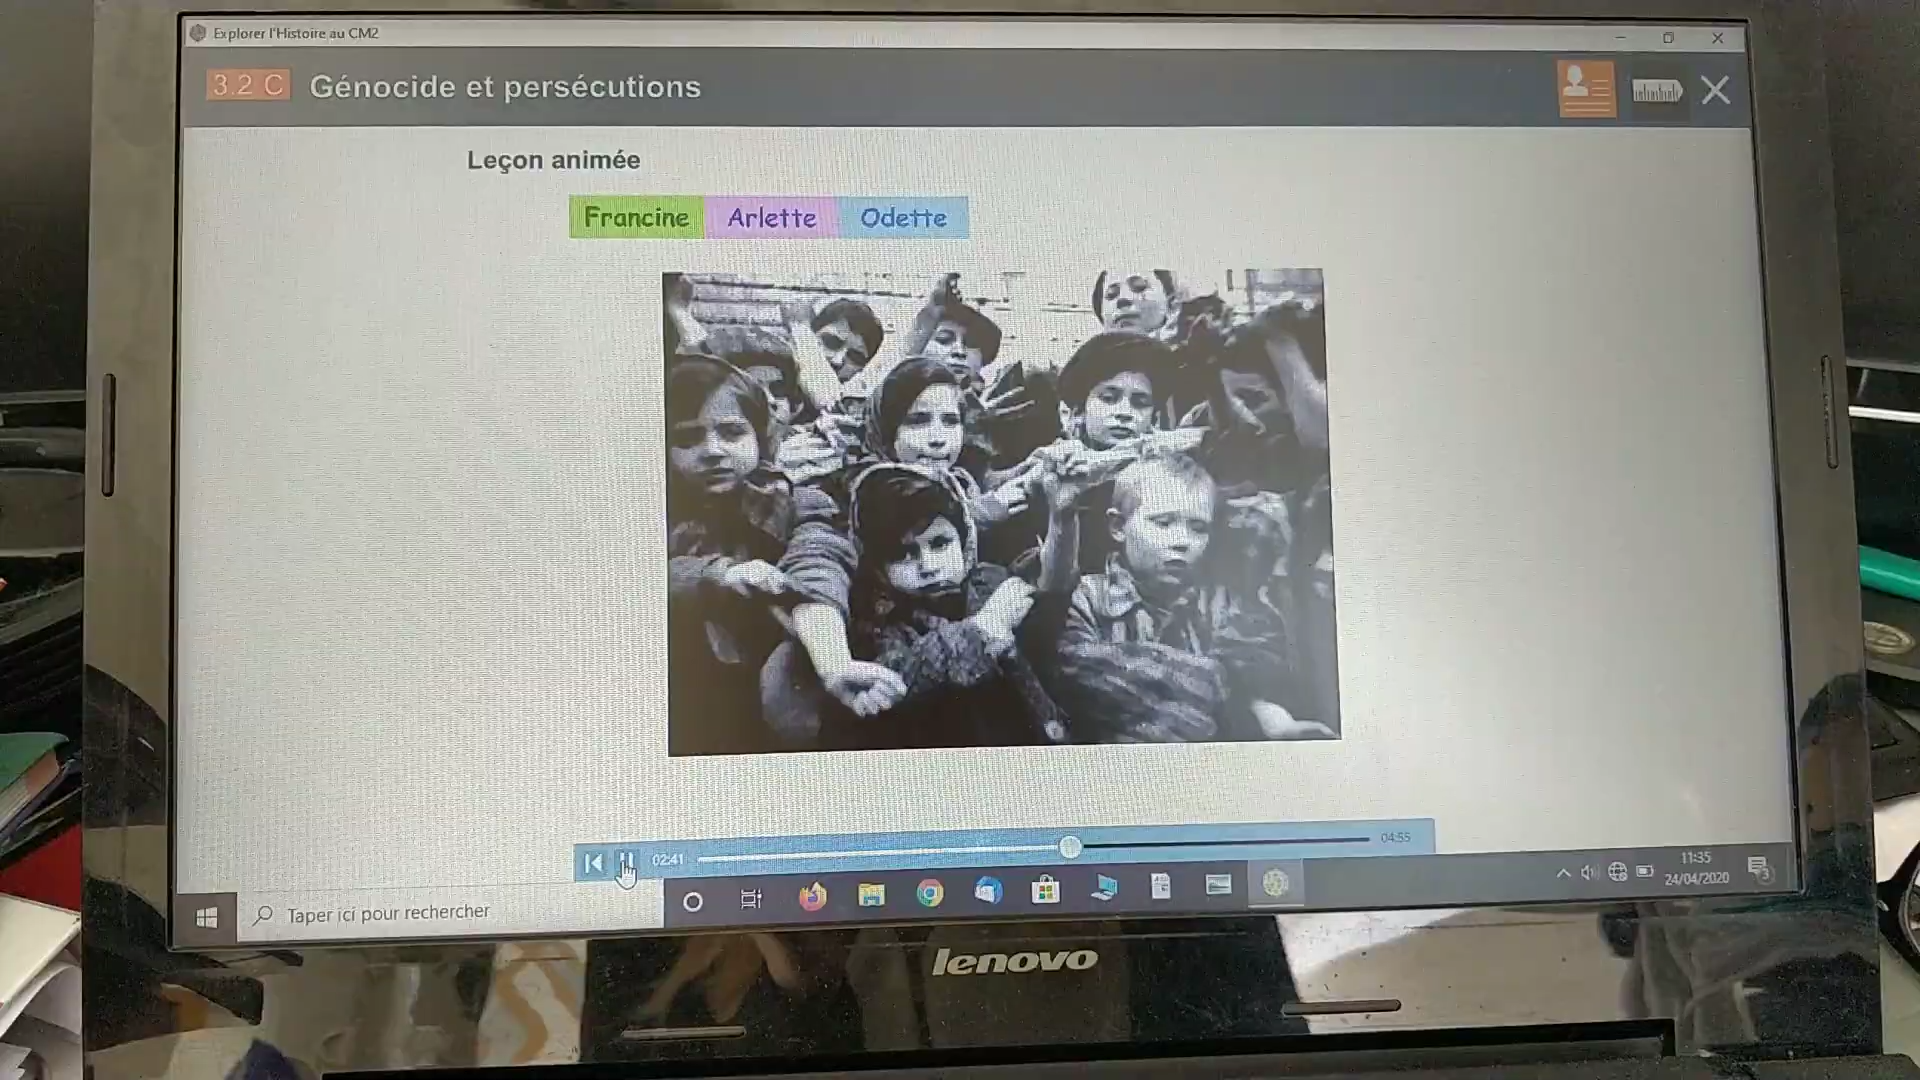 Explorer l'Histoire au CM2
3.2 C Génocide et persécutions
Leçon animée
Francine Arlette Odette
02:41
04:55
Taper ici pour rechercher
11:35
24/04/2020
3
lenovo